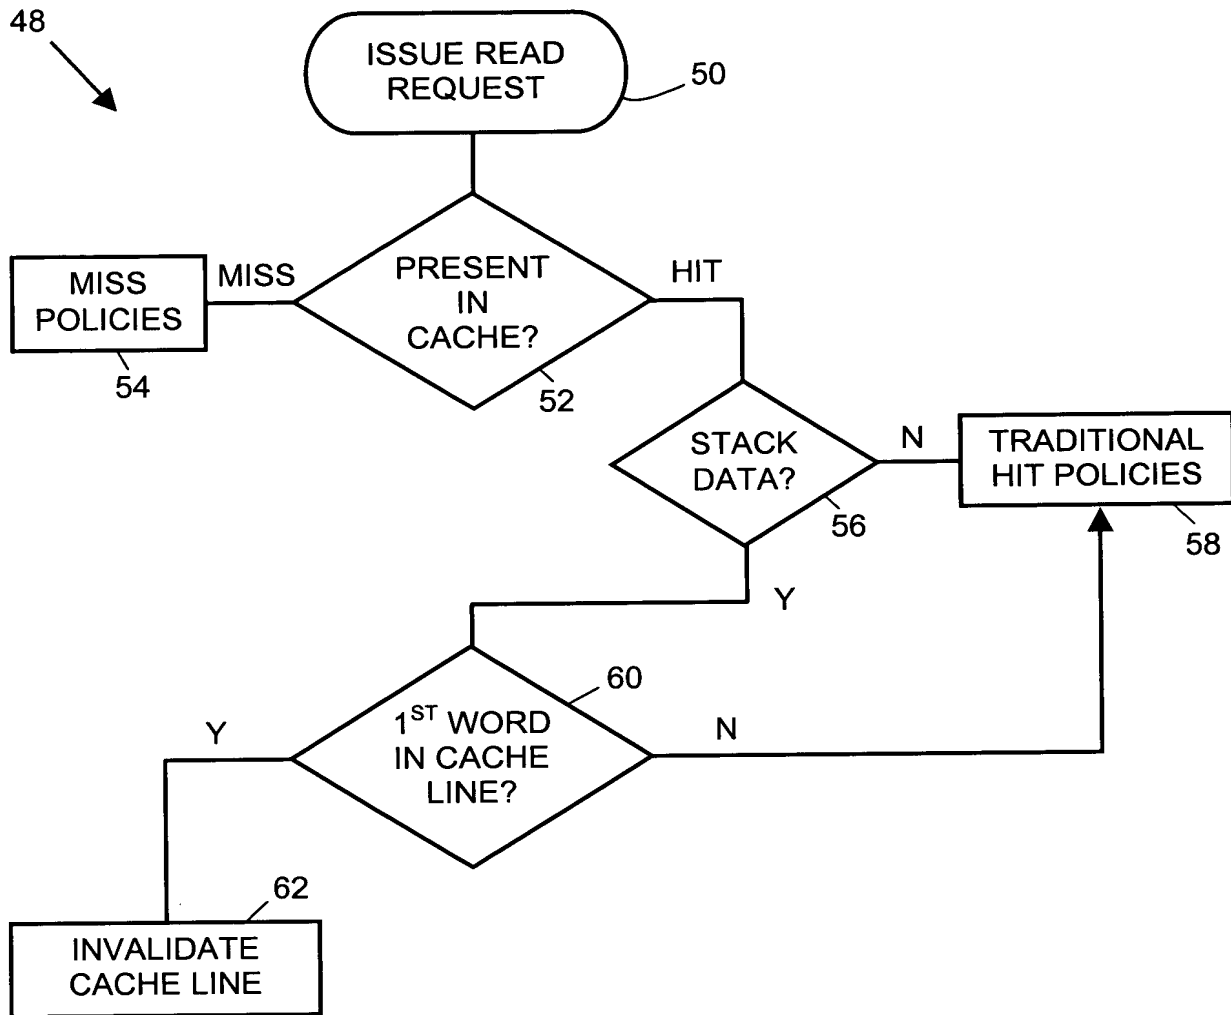 48
ISSUE READ
REQUEST
50
PRESENT
IN
CACHE?
52
MISS
HIT
MISS
POLICIES
54
STACK
DATA?
56
N
TRADITIONAL
HIT POLICIES
58
Y
1ST WORD
IN CACHE
LINE?
60
Y
N
62
INVALIDATE
CACHE LINE